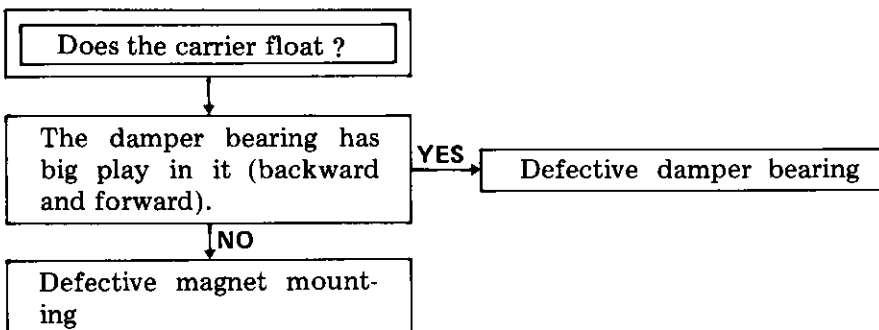 Does the carrier float ?
The damper bearing has
big play in it (backward
and forward).
YES
Defective damper bearing
NO
Defective magnet mount-
ing